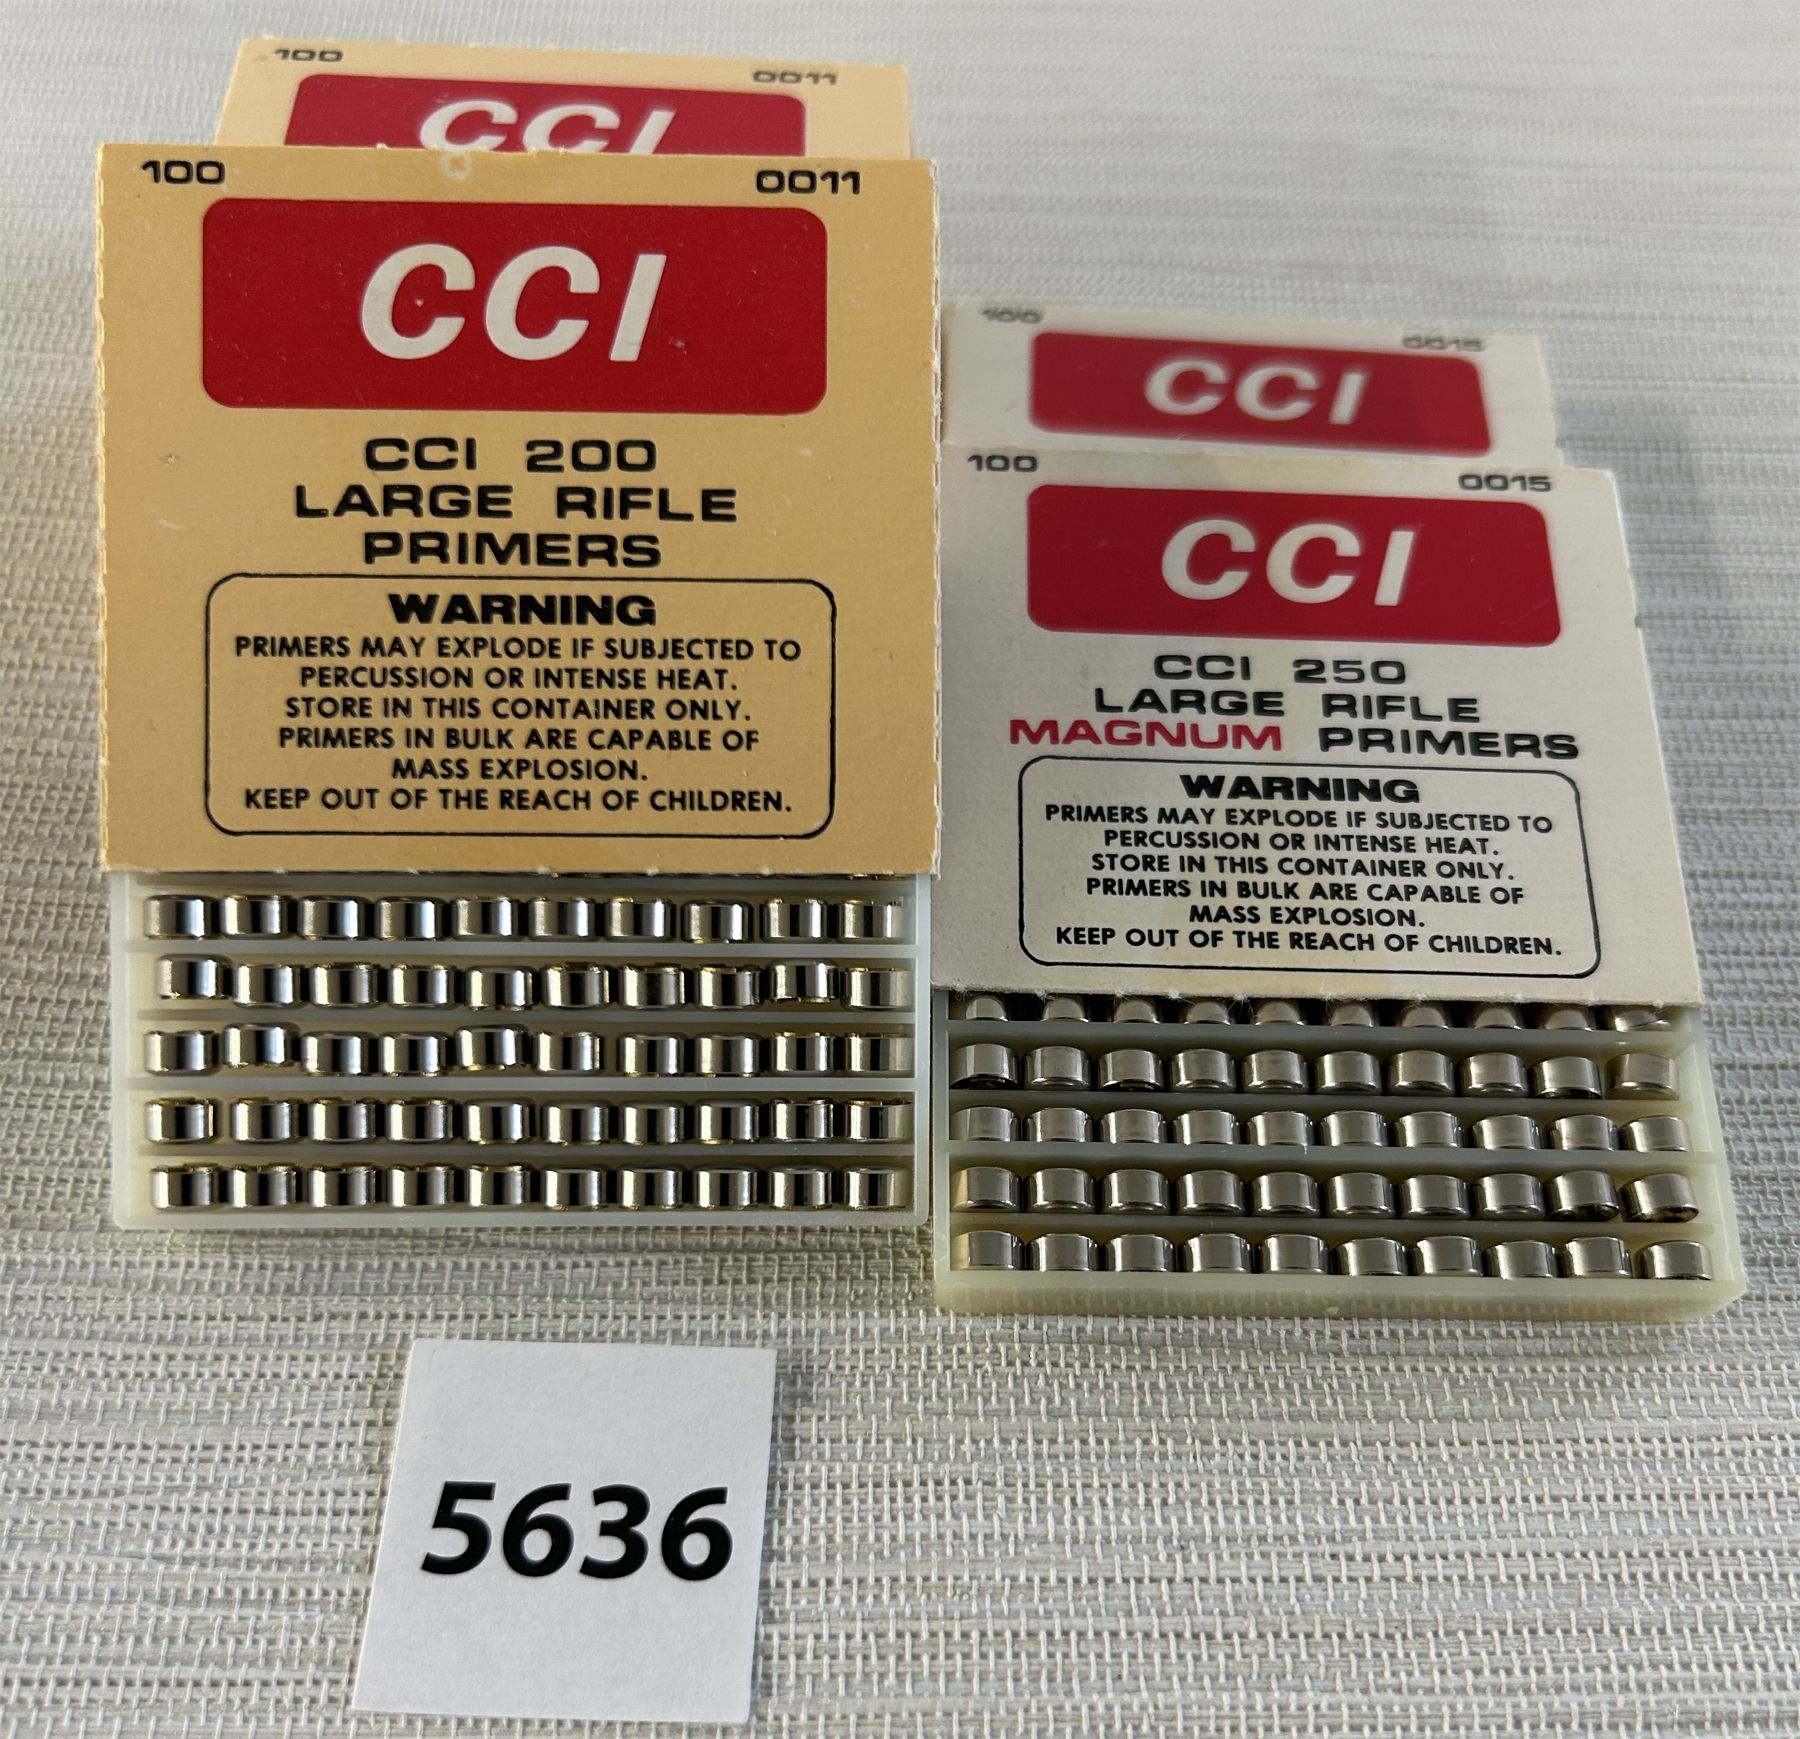 100
0011
CCI
100
0011
CCI
CCI 200
LARGE RIFLE
PRIMERS
WARNING
PRIMERS MAY EXPLODE IF SUBJECTED TO
PERCUSSION OR INTENSE HEAT.
STORE IN THIS CONTAINER ONLY.
PRIMERS IN BULK ARE CAPABLE OF
MASS EXPLOSION.
KEEP OUT OF THE REACH OF CHILDREN.
100
0015
CCI
100
0015
CCI
CCI 250
LARGE RIFLE
MAGNUM PRIMERS
WARNING
PRIMERS MAY EXPLODE IF SUBJECTED TO
PERCUSSION OR INTENSE HEAT.
STORE IN THIS CONTAINER ONLY.
PRIMERS IN BULK ARE CAPABLE OF
MASS EXPLOSION.
KEEP OUT OF THE REACH OF CHILDREN.
5636